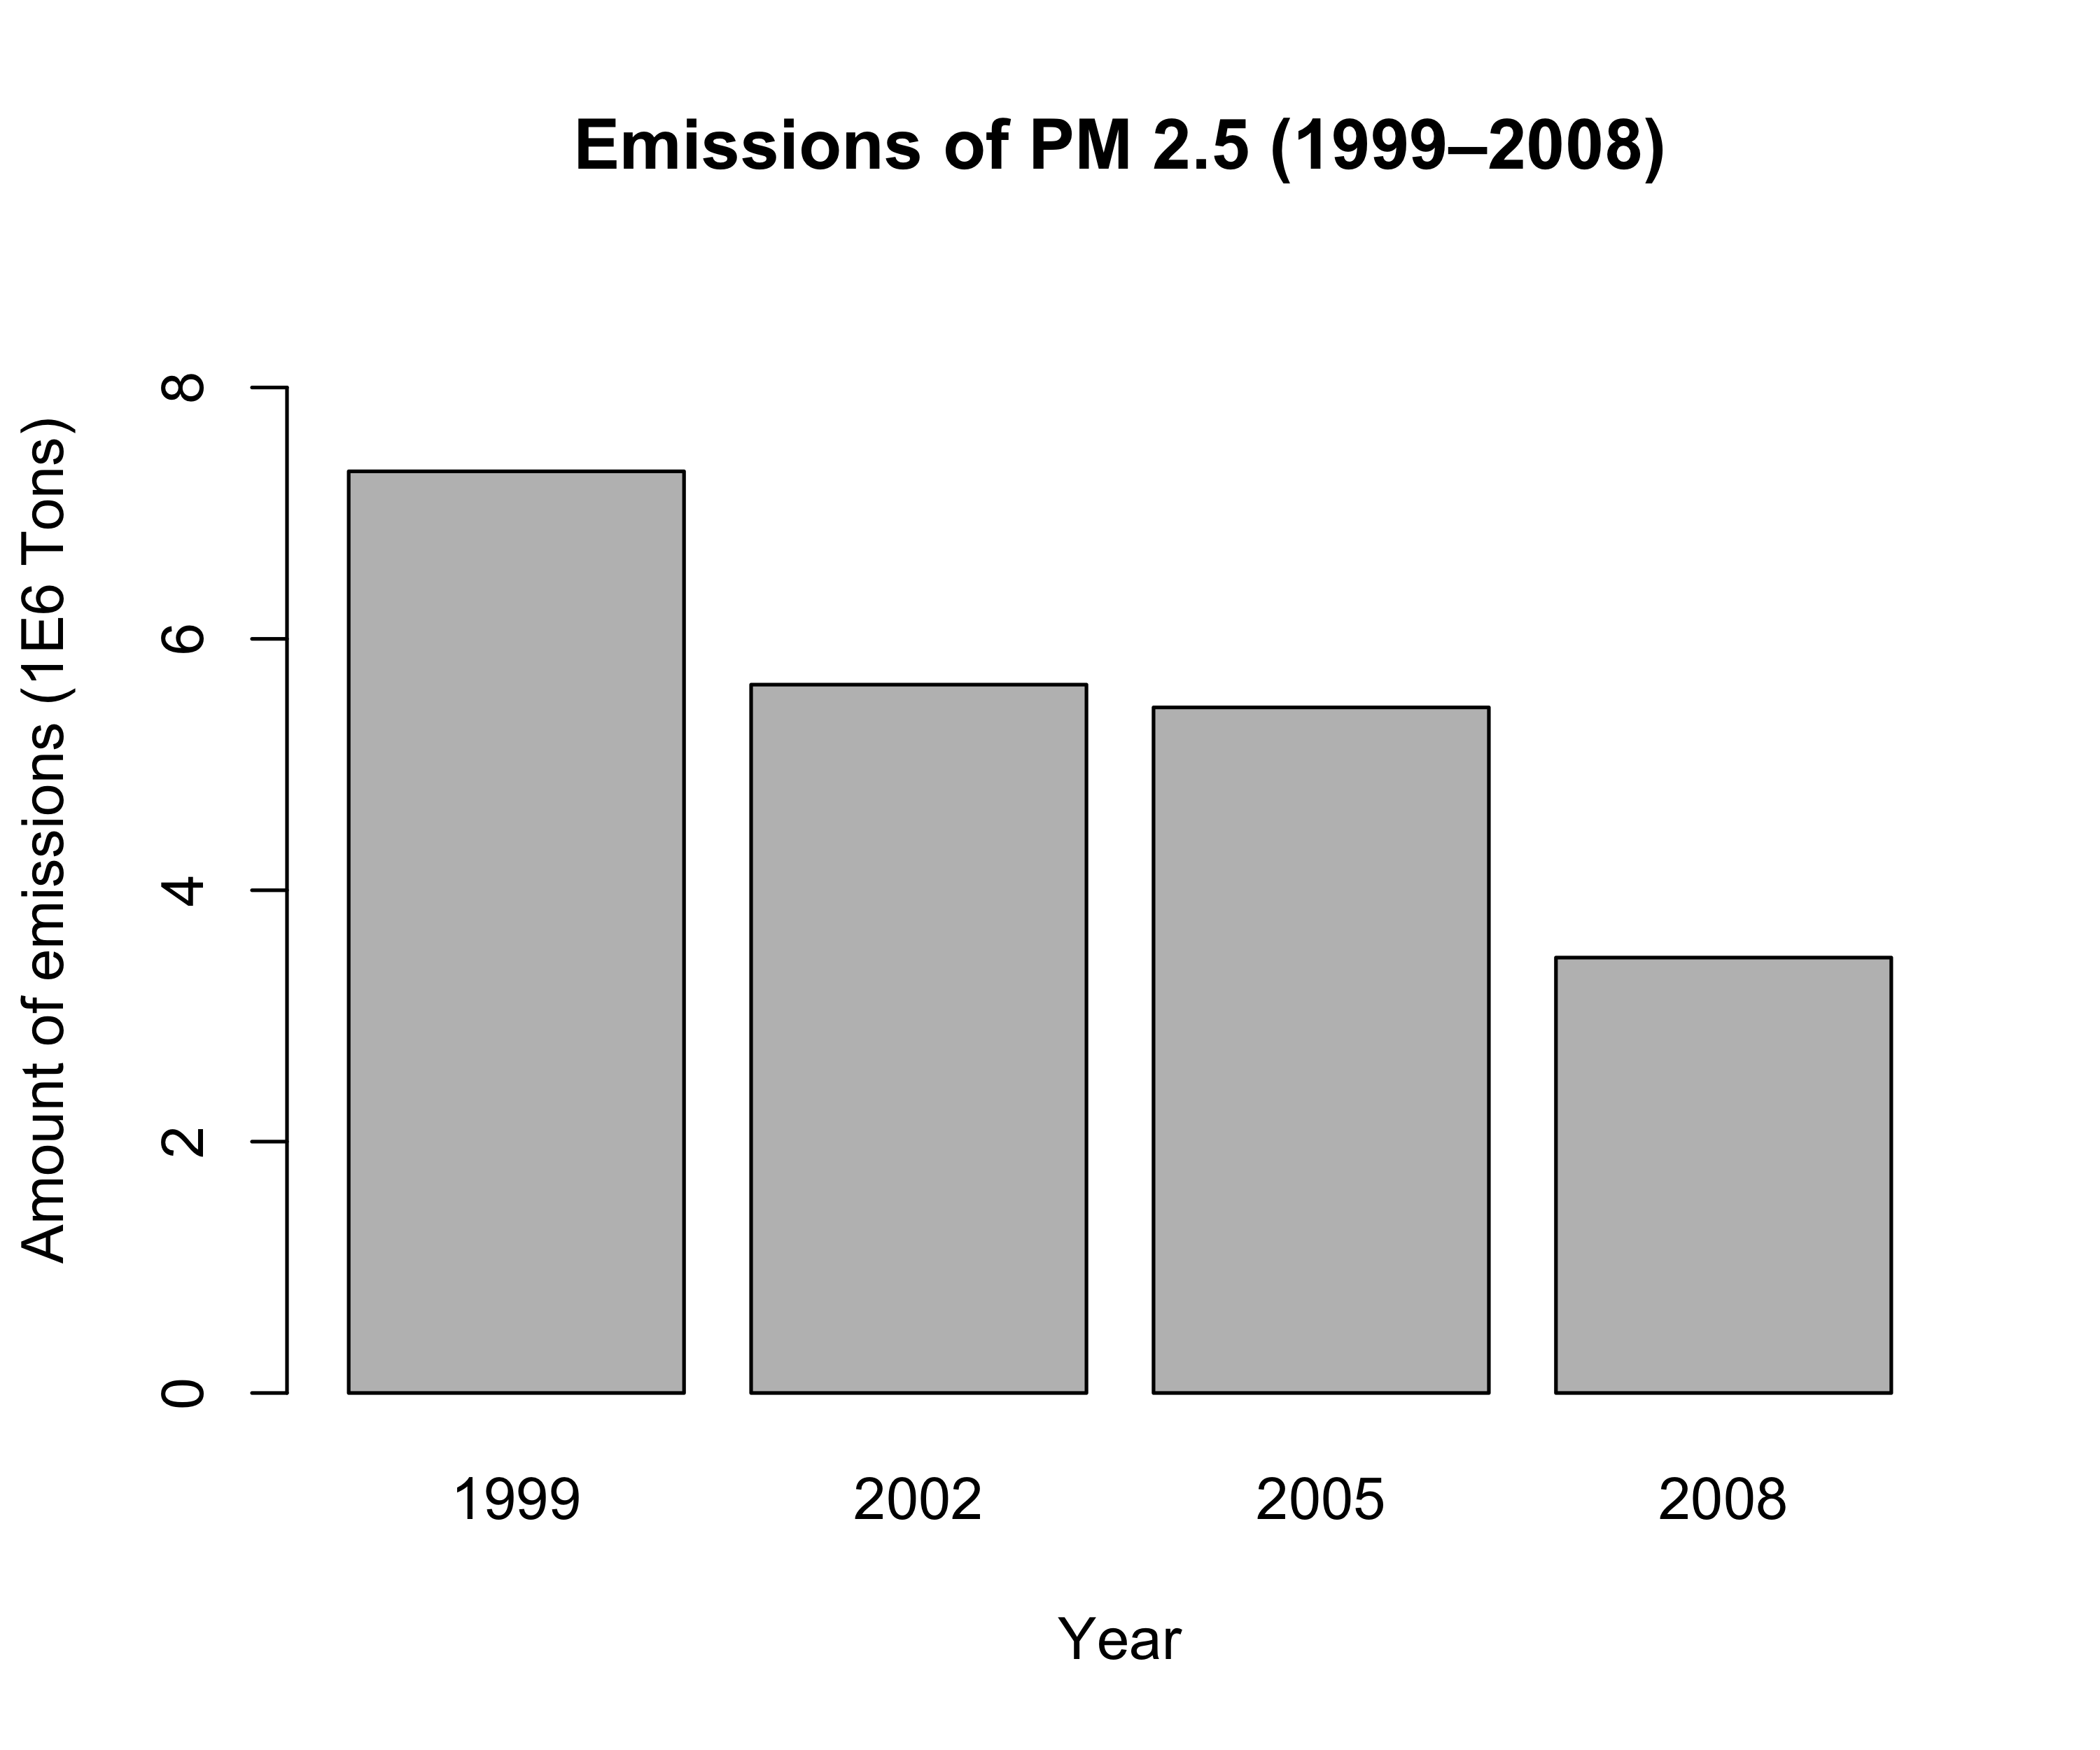 Emissions of PM 2.5 (1999–2008)
Amount of emissions (1E6 Tons)
8
6
4
2
0
1999 2002 2005 2008
Year